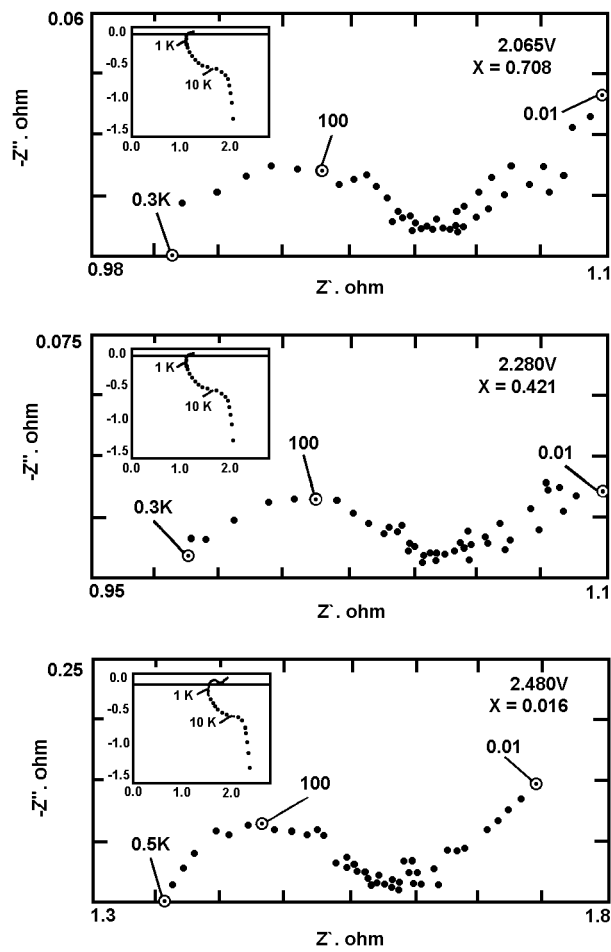 0.06
0.0
1 K
-0.5
10 K
-1.0
-1.5
0.0 1.0 2.0
2.065V
X = 0.708
0.01
100
0.3K
-Z". ohm
0.98 1.1
Z`. ohm
0.075
0.0
1 K
-0.5
10 K
-1.0
-1.5
0.0 1.0 2.0
2.280V
X = 0.421
0.01
100
0.3K
-Z". ohm
0.95 1.1
Z`. ohm
0.25
0.0
1 K
-0.5
10 K
-1.0
-1.5
0.0 1.0 2.0
2.480V
X = 0.016
0.01
100
0.5K
-Z". ohm
1.3 1.8
Z`. ohm